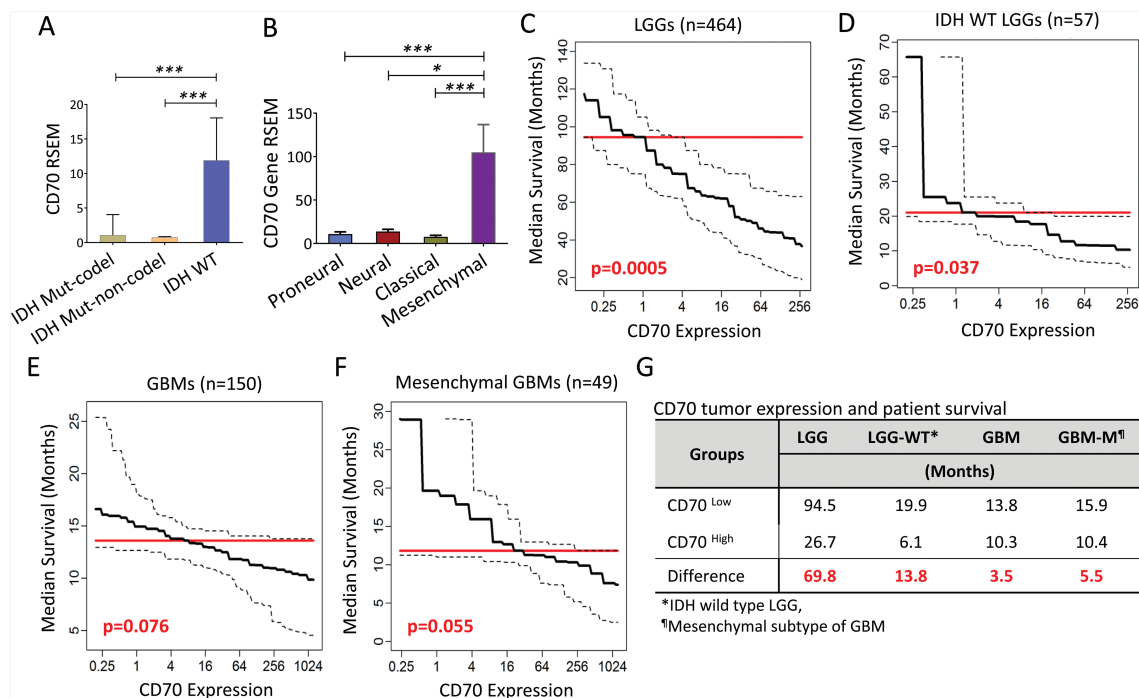 A
***
***
CD70 RSEM
20
15
10
5
0
IDH Mut-codel
IDH Mut-non-codel
IDH WT
B
***
*
***
CD70 Gene RSEM
150
100
50
0
Proneural
Neural
Classical
Mesenchymal
C
LGGs (n=464)
Median Survival (Months)
140
120
100
80
60
40
20
p=0.0005
0.25 1 4 16 64 256
CD70 Expression
D
IDH WT LGGs (n=57)
Median Survival (Months)
70
60
50
40
30
20
10
0
p=0.037
0.25 1 4 16 64 256
CD70 Expression
E
GBMs (n=150)
Median Survival (Months)
25
20
15
10
5
p=0.076
0.25 1 4 16 64 256 1024
CD70 Expression
F
Mesenchymal GBMs (n=49)
Median Survival (Months)
30
25
20
15
10
5
0
p=0.055
0.25 1 4 16 64 256 1024
CD70 Expression
G
CD70 tumor expression and patient survival
Groups LGG LGG-WT* GBM GBM-M¶
(Months)
CD70 Low 94.5 19.9 13.8 15.9
CD70 High 26.7 6.1 10.3 10.4
Difference 69.8 13.8 3.5 5.5
*IDH wild type LGG,
¶Mesenchymal subtype of GBM